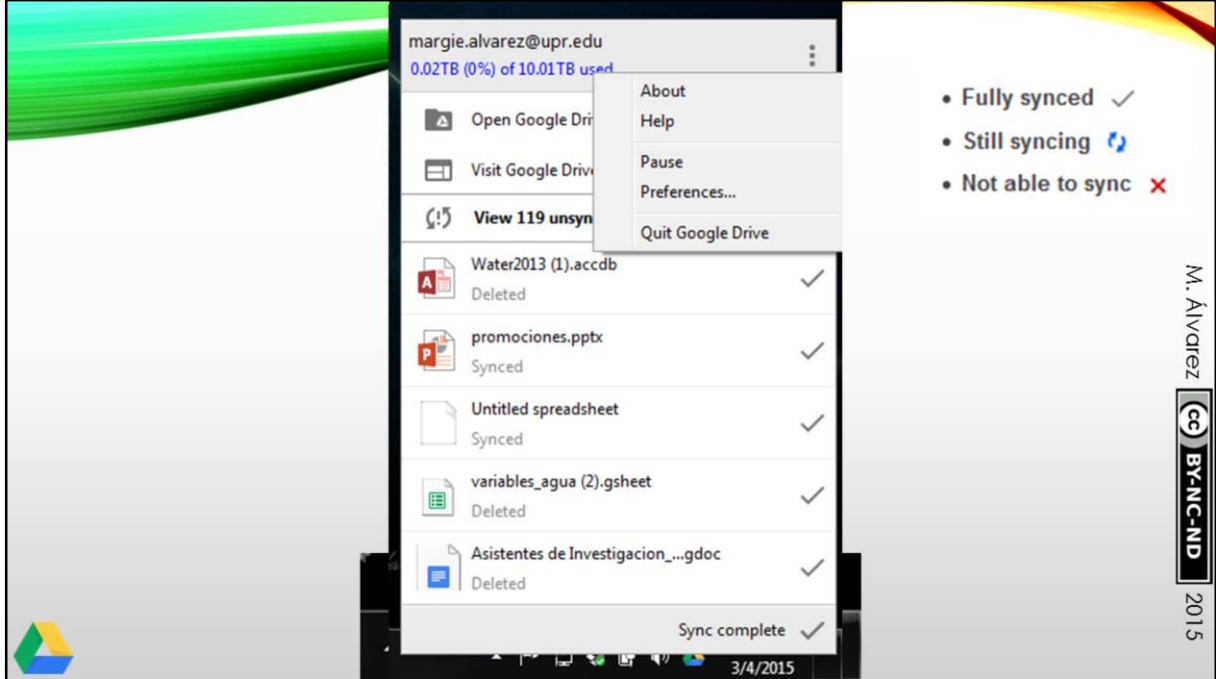 margie.alvarez@upr.edu
0.02TB (0%) of 10.01TB used
About
Help
Pause
Preferences...
Quit Google Drive
Open Google Dri
Visit Google Driv
View 119 unsyn
Water2013 (1).accdb
Deleted
promociones.pptx
Synced
Untitled spreadsheet
Synced
variables_agua (2).gsheet
Deleted
Asistentes de Investigacion_...gdoc
Deleted
Sync complete
3/4/2015
• Fully synced
• Still syncing
• Not able to sync
M. Álvarez
cc BY-NC-ND
2015